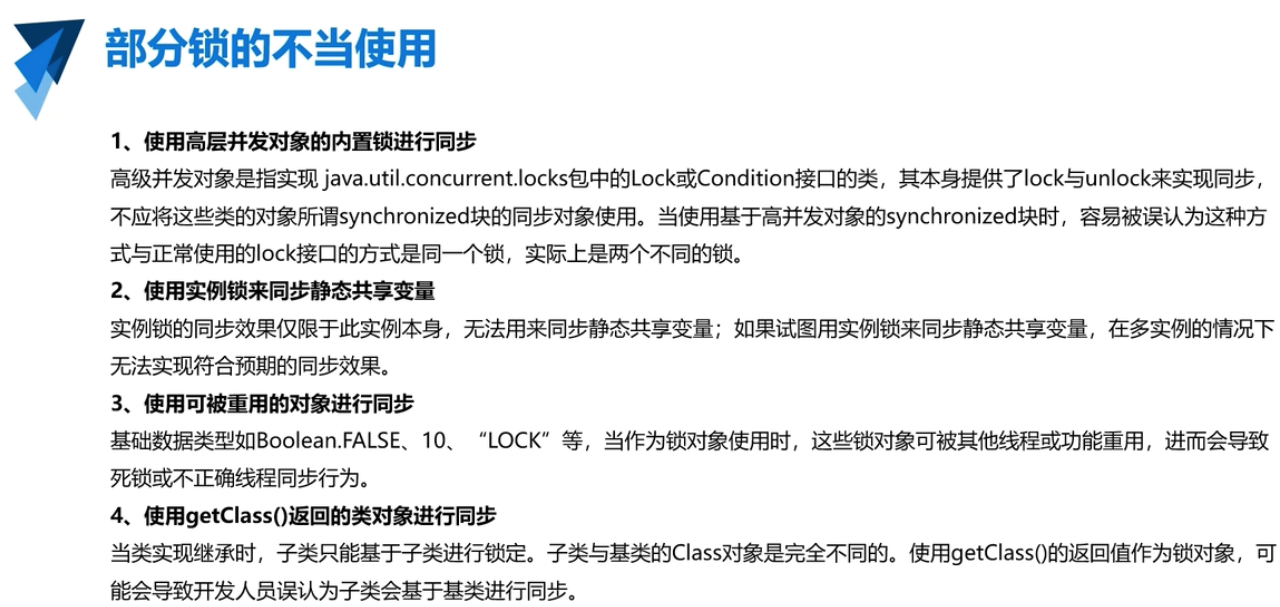 部分锁的不当使用
1、使用高层并发对象的内置锁进行同步
高级并发对象是指实现 java.util.concurrent.locks包中的Lock或Condition接口的类，其本身提供了lock与unlock来实现同步，
不应将这些类的对象所谓synchronized块的同步对象使用。当使用基于高并发对象的synchronized块时，容易被误认为这种方
式与正常使用的lock接口的方式是同一个锁，实际上是两个不同的锁。
2、使用实例锁来同步静态共享变量
实例锁的同步效果仅限于此实例本身，无法用来同步静态共享变量；如果试图用实例锁来同步静态共享变量，在多实例的情况下
无法实现符合预期的同步效果。
3、使用可被重用的对象进行同步
基础数据类型如Boolean.FALSE、10、“LOCK”等，当作为锁对象使用时，这些锁对象可被其他线程或功能重用，进而会导致
死锁或不正确线程同步行为。
4、使用getClass()返回的类对象进行同步
当类实现继承时，子类只能基于子类进行锁定。子类与基类的Class对象是完全不同的。使用getClass()的返回值作为锁对象，可
能会导致开发人员误认为子类会基于基类进行同步。